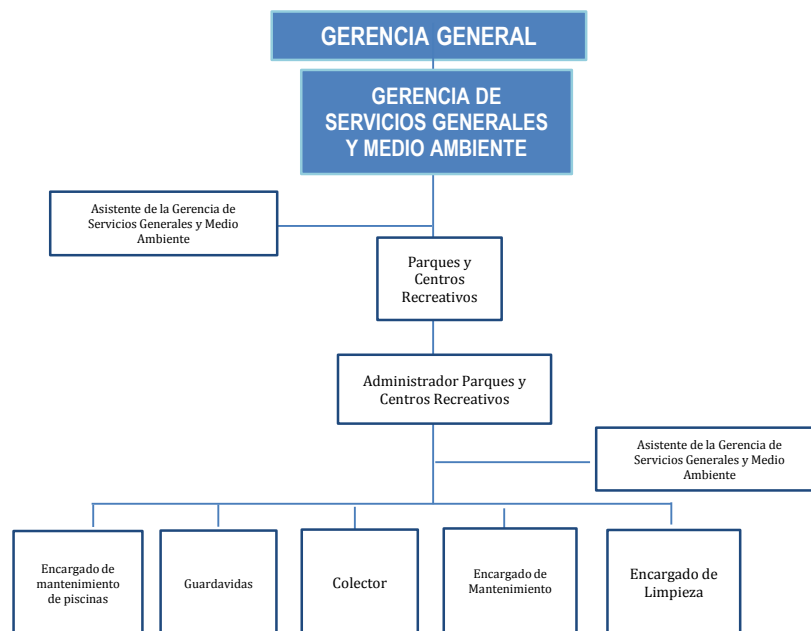 GERENCIA GENERAL
GERENCIA DE
SERVICIOS GENERALES
Y MEDIO AMBIENTE
Asistente de la Gerencia de
Servicios Generales y Medio
Ambiente
Parques y
Centros
Recreativos
Administrador Parques y
Centros Recreativos
Asistente de la Gerencia de
Servicios Generales y Medio
Ambiente
Encargado de
mantenimiento
de piscinas
Guardavidas
Colector
Encargado de
Mantenimiento
Encargado de
Limpieza